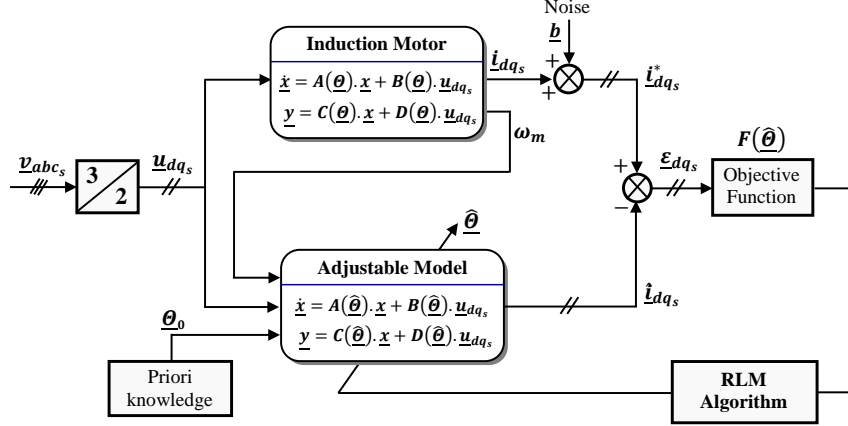 Noise
b
Induction Motor
ẋ = A(Θ). x + B(Θ). u_dqs
y = C(Θ). x + D(Θ). u_dqs
i_dqs
+
+
i*_dqs
ω_m
v_abcs
3
2
u_dqs
+
−
ε_dqs
F(Θ̂)
Objective
Function
Θ̂
Adjustable Model
ẋ = A(Θ̂). x + B(Θ̂). u_dqs
y = C(Θ̂). x + D(Θ̂). u_dqs
î_dqs
Θ₀
Priori
knowledge
RLM
Algorithm